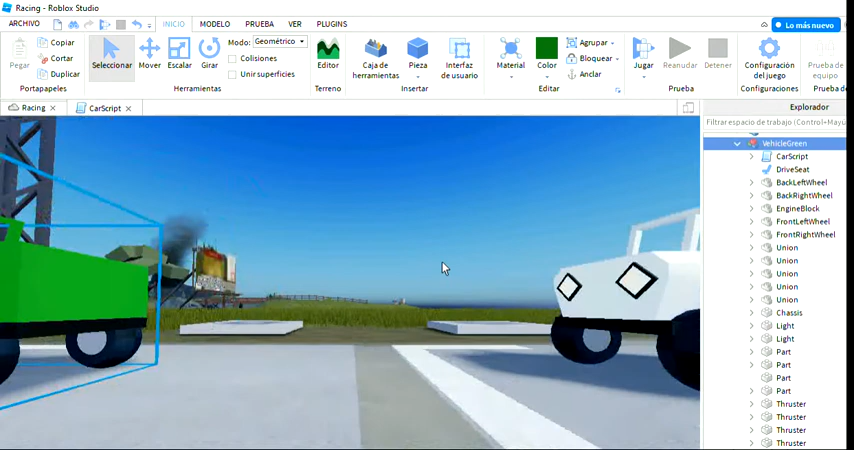 Racing - Roblox Studio
ARCHIVO INICIO MODELO PRUEBA VER PLUGINS Lo más nuevo
Pegar Copiar Cortar Duplicar
Portapapeles
Seleccionar Mover Escalar Girar
Modo: Geométrico
Colisiones
Unir superficies
Herramientas
Editor
Terreno
Caja de herramientas
Pieza
Interfaz de usuario
Insertar
Material Color
Agrupar
Bloquear
Anclar
Editar
Jugar Reanudar Detener
Prueba
Configuración del juego
Configuraciones
Prueba de equipo
Prueba de
Racing CarScript
Explorador
Filtrar espacio de trabajo (Control+Mayú
VehicleGreen
CarScript
DriveSeat
BackLeftWheel
BackRightWheel
EngineBlock
FrontLeftWheel
FrontRightWheel
Union
Union
Union
Union
Union
Chassis
Light
Light
Part
Part
Part
Part
Thruster
Thruster
Thruster
Thruster